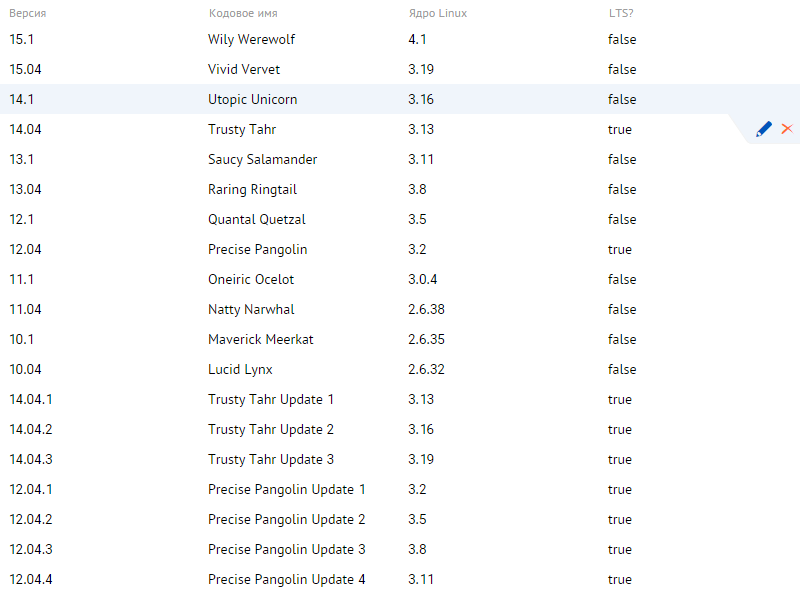 Версия Кодовое имя Ядро Linux LTS?
15.1 Wily Werewolf 4.1 false
15.04 Vivid Vervet 3.19 false
14.1 Utopic Unicorn 3.16 false
14.04 Trusty Tahr 3.13 true
13.1 Saucy Salamander 3.11 false
13.04 Raring Ringtail 3.8 false
12.1 Quantal Quetzal 3.5 false
12.04 Precise Pangolin 3.2 true
11.1 Oneiric Ocelot 3.0.4 false
11.04 Natty Narwhal 2.6.38 false
10.1 Maverick Meerkat 2.6.35 false
10.04 Lucid Lynx 2.6.32 false
14.04.1 Trusty Tahr Update 1 3.13 true
14.04.2 Trusty Tahr Update 2 3.16 true
14.04.3 Trusty Tahr Update 3 3.19 true
12.04.1 Precise Pangolin Update 1 3.2 true
12.04.2 Precise Pangolin Update 2 3.5 true
12.04.3 Precise Pangolin Update 3 3.8 true
12.04.4 Precise Pangolin Update 4 3.11 true